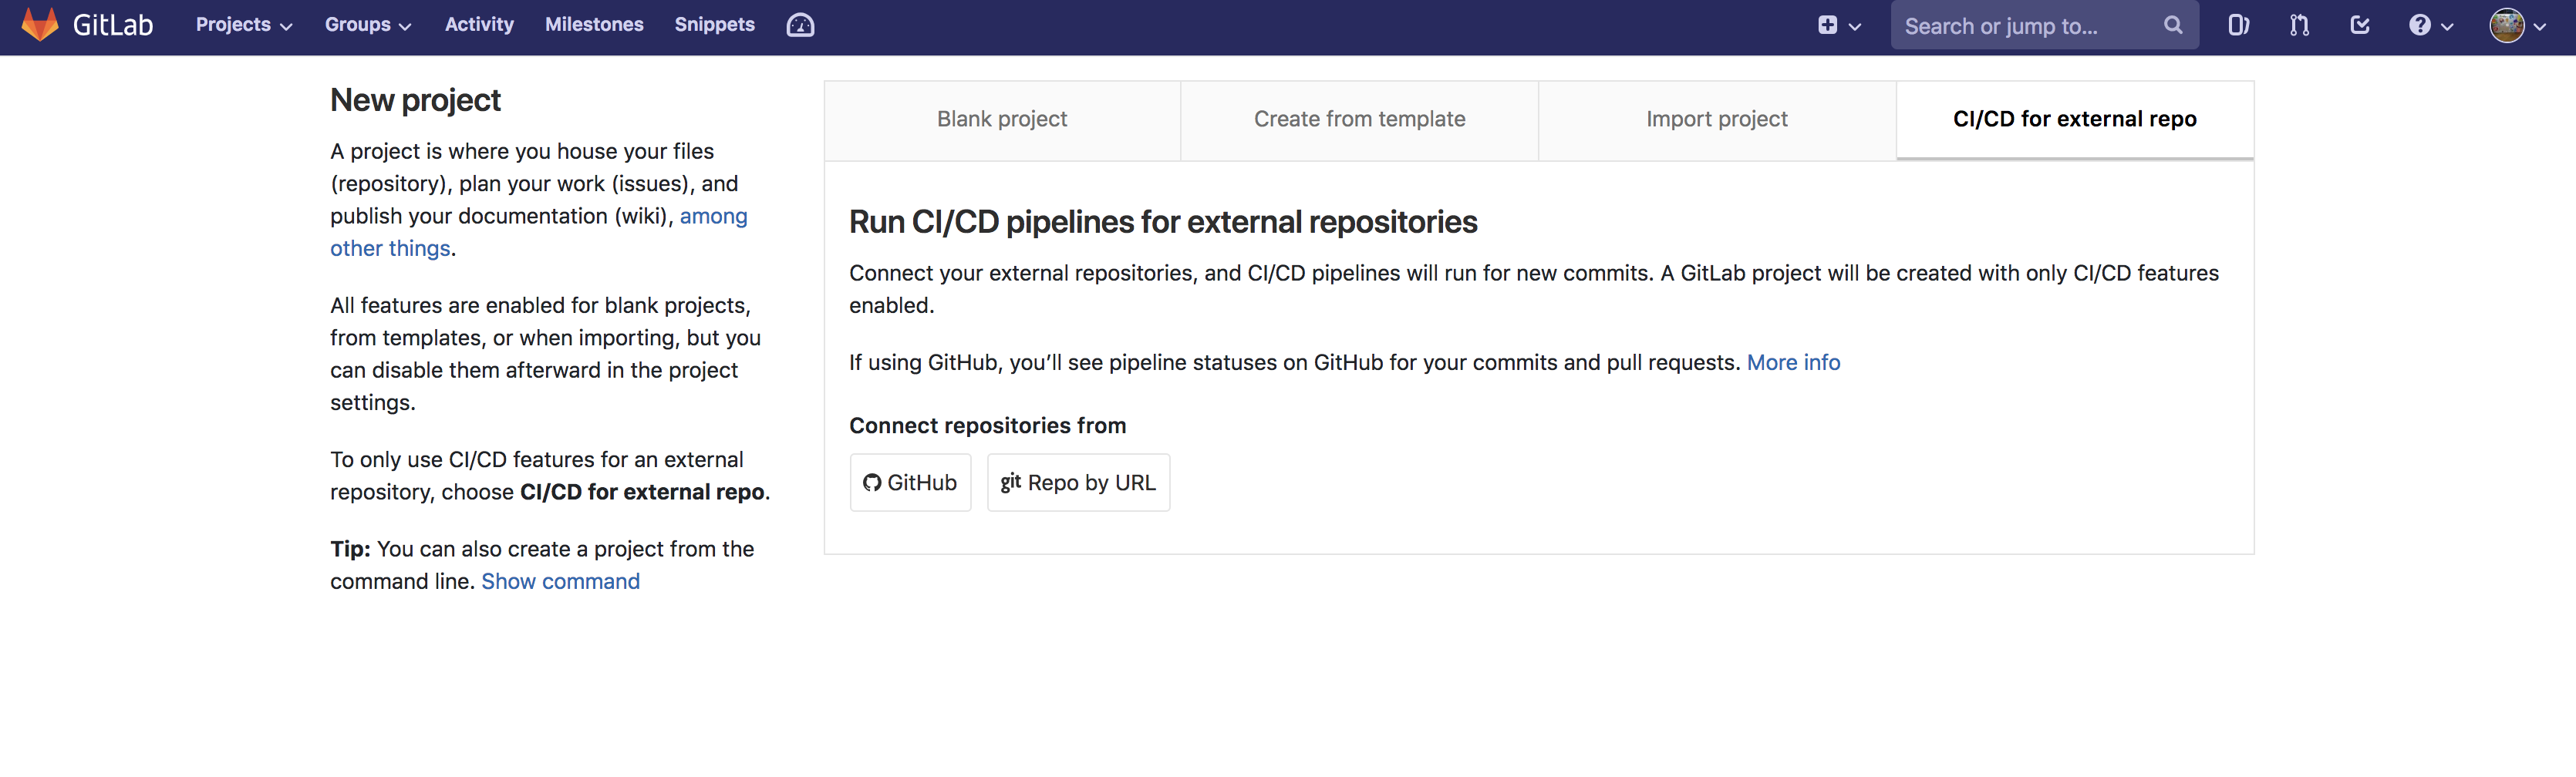 GitLab Projects Groups Activity Milestones Snippets Search or jump to...
New project
A project is where you house your files
(repository), plan your work (issues), and
publish your documentation (wiki), among
other things.
All features are enabled for blank projects,
from templates, or when importing, but you
can disable them afterward in the project
settings.
To only use CI/CD features for an external
repository, choose CI/CD for external repo.
Tip: You can also create a project from the
command line. Show command
Blank project Create from template Import project CI/CD for external repo
Run CI/CD pipelines for external repositories
Connect your external repositories, and CI/CD pipelines will run for new commits. A GitLab project will be created with only CI/CD features
enabled.
If using GitHub, you’ll see pipeline statuses on GitHub for your commits and pull requests. More info
Connect repositories from
GitHub git Repo by URL